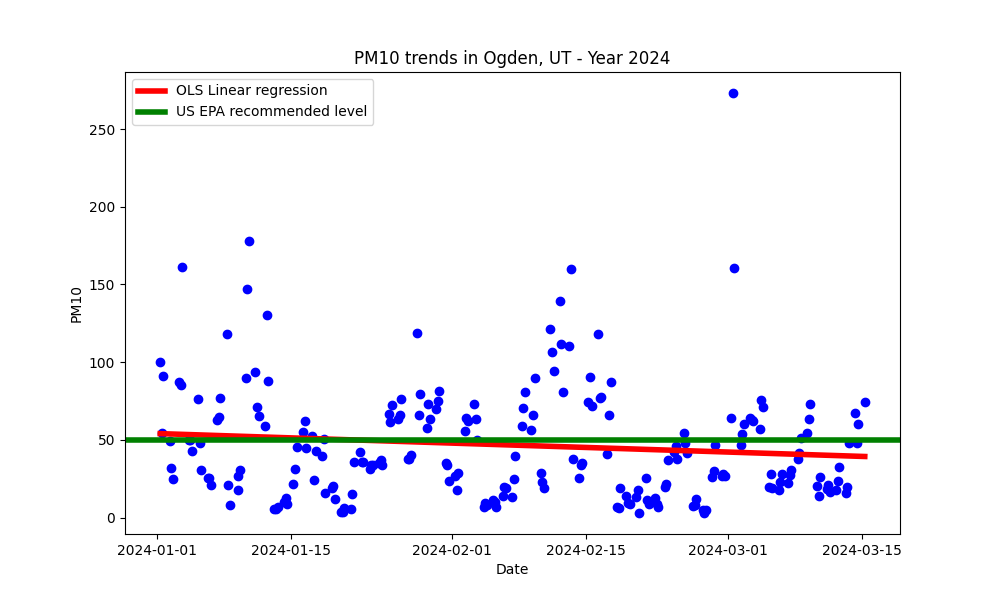 PM10 trends in Ogden, UT - Year 2024
OLS Linear regression
US EPA recommended level
PM10
250
200
150
100
50
0
2024-01-01
2024-01-15
2024-02-01
2024-02-15
2024-03-01
2024-03-15
Date